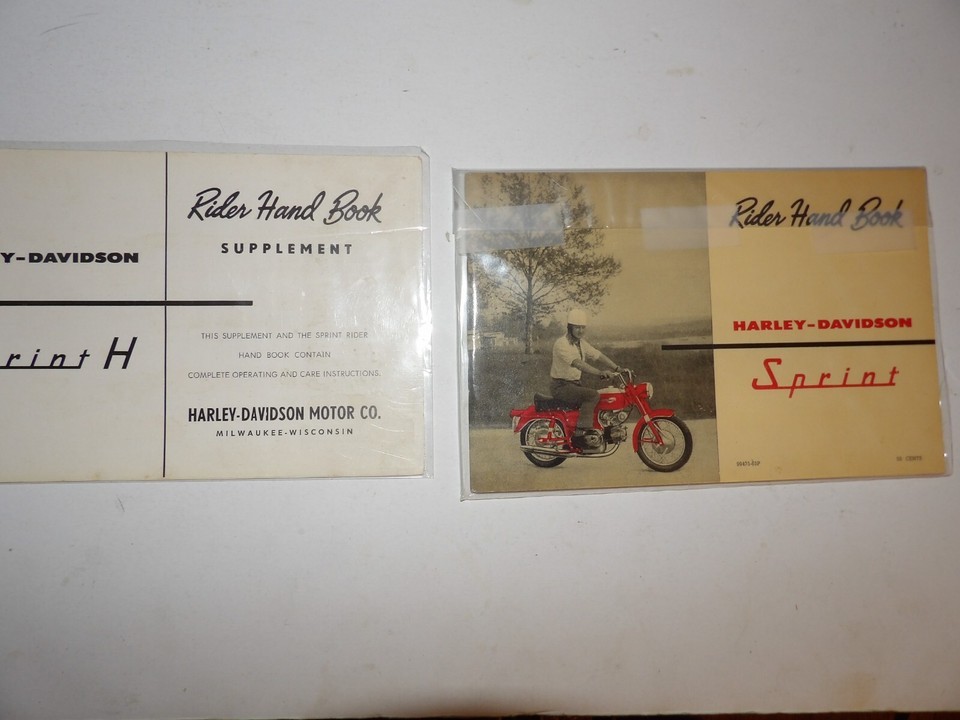 Rider Hand Book
SUPPLEMENT
Y-DAVIDSON
rint H
THIS SUPPLEMENT AND THE SPRINT RIDER
HAND BOOK CONTAIN
COMPLETE OPERATING AND CARE INSTRUCTIONS.
HARLEY-DAVIDSON MOTOR CO.
MILWAUKEE-WISCONSIN
Rider Hand Book
HARLEY-DAVIDSON
Sprint